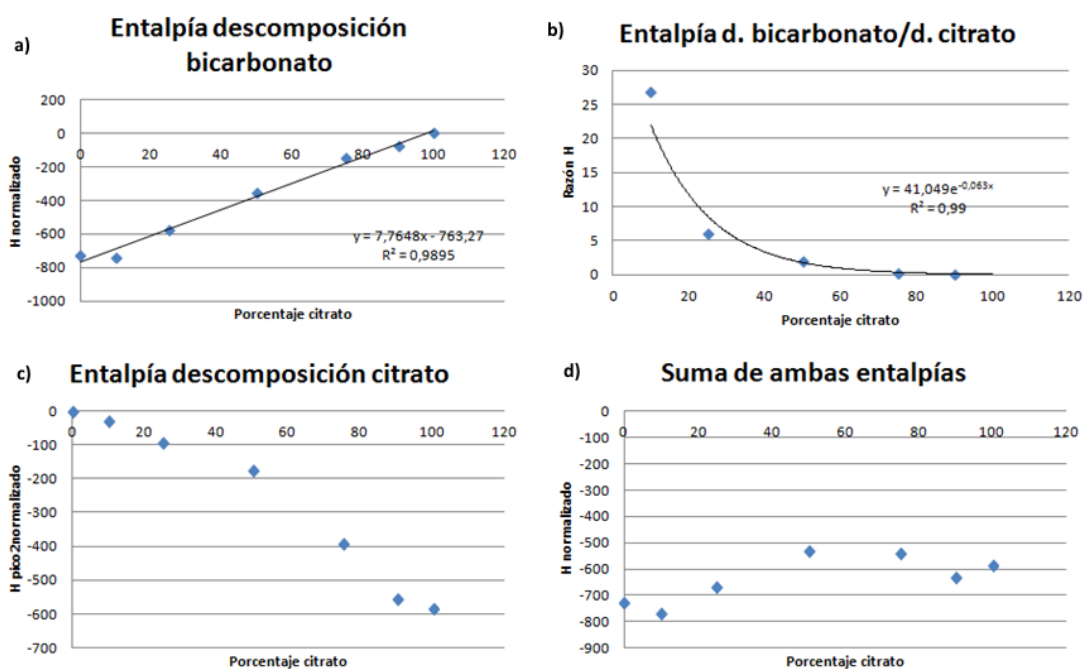 a)
Entalpía descomposición
bicarbonato
200
0
-200
-400
-600
-800
-1000
0
20
40
60
80
100
120
H normalizado
y = 7,7648x - 763,27
R² = 0,9895
Porcentaje citrato
b)
Entalpía d. bicarbonato/d. citrato
30
25
20
15
10
5
0
0
20
40
60
80
100
120
Razón H
y = 41,049e^-0,063x
R² = 0,99
Porcentaje citrato
c)
Entalpía descomposición citrato
0
-100
-200
-300
-400
-500
-600
-700
0
20
40
60
80
100
120
H pico2normalizado
Porcentaje citrato
d)
Suma de ambas entalpías
0
-100
-200
-300
-400
-500
-600
-700
-800
-900
0
20
40
60
80
100
120
H normalizado
Porcentaje citrato